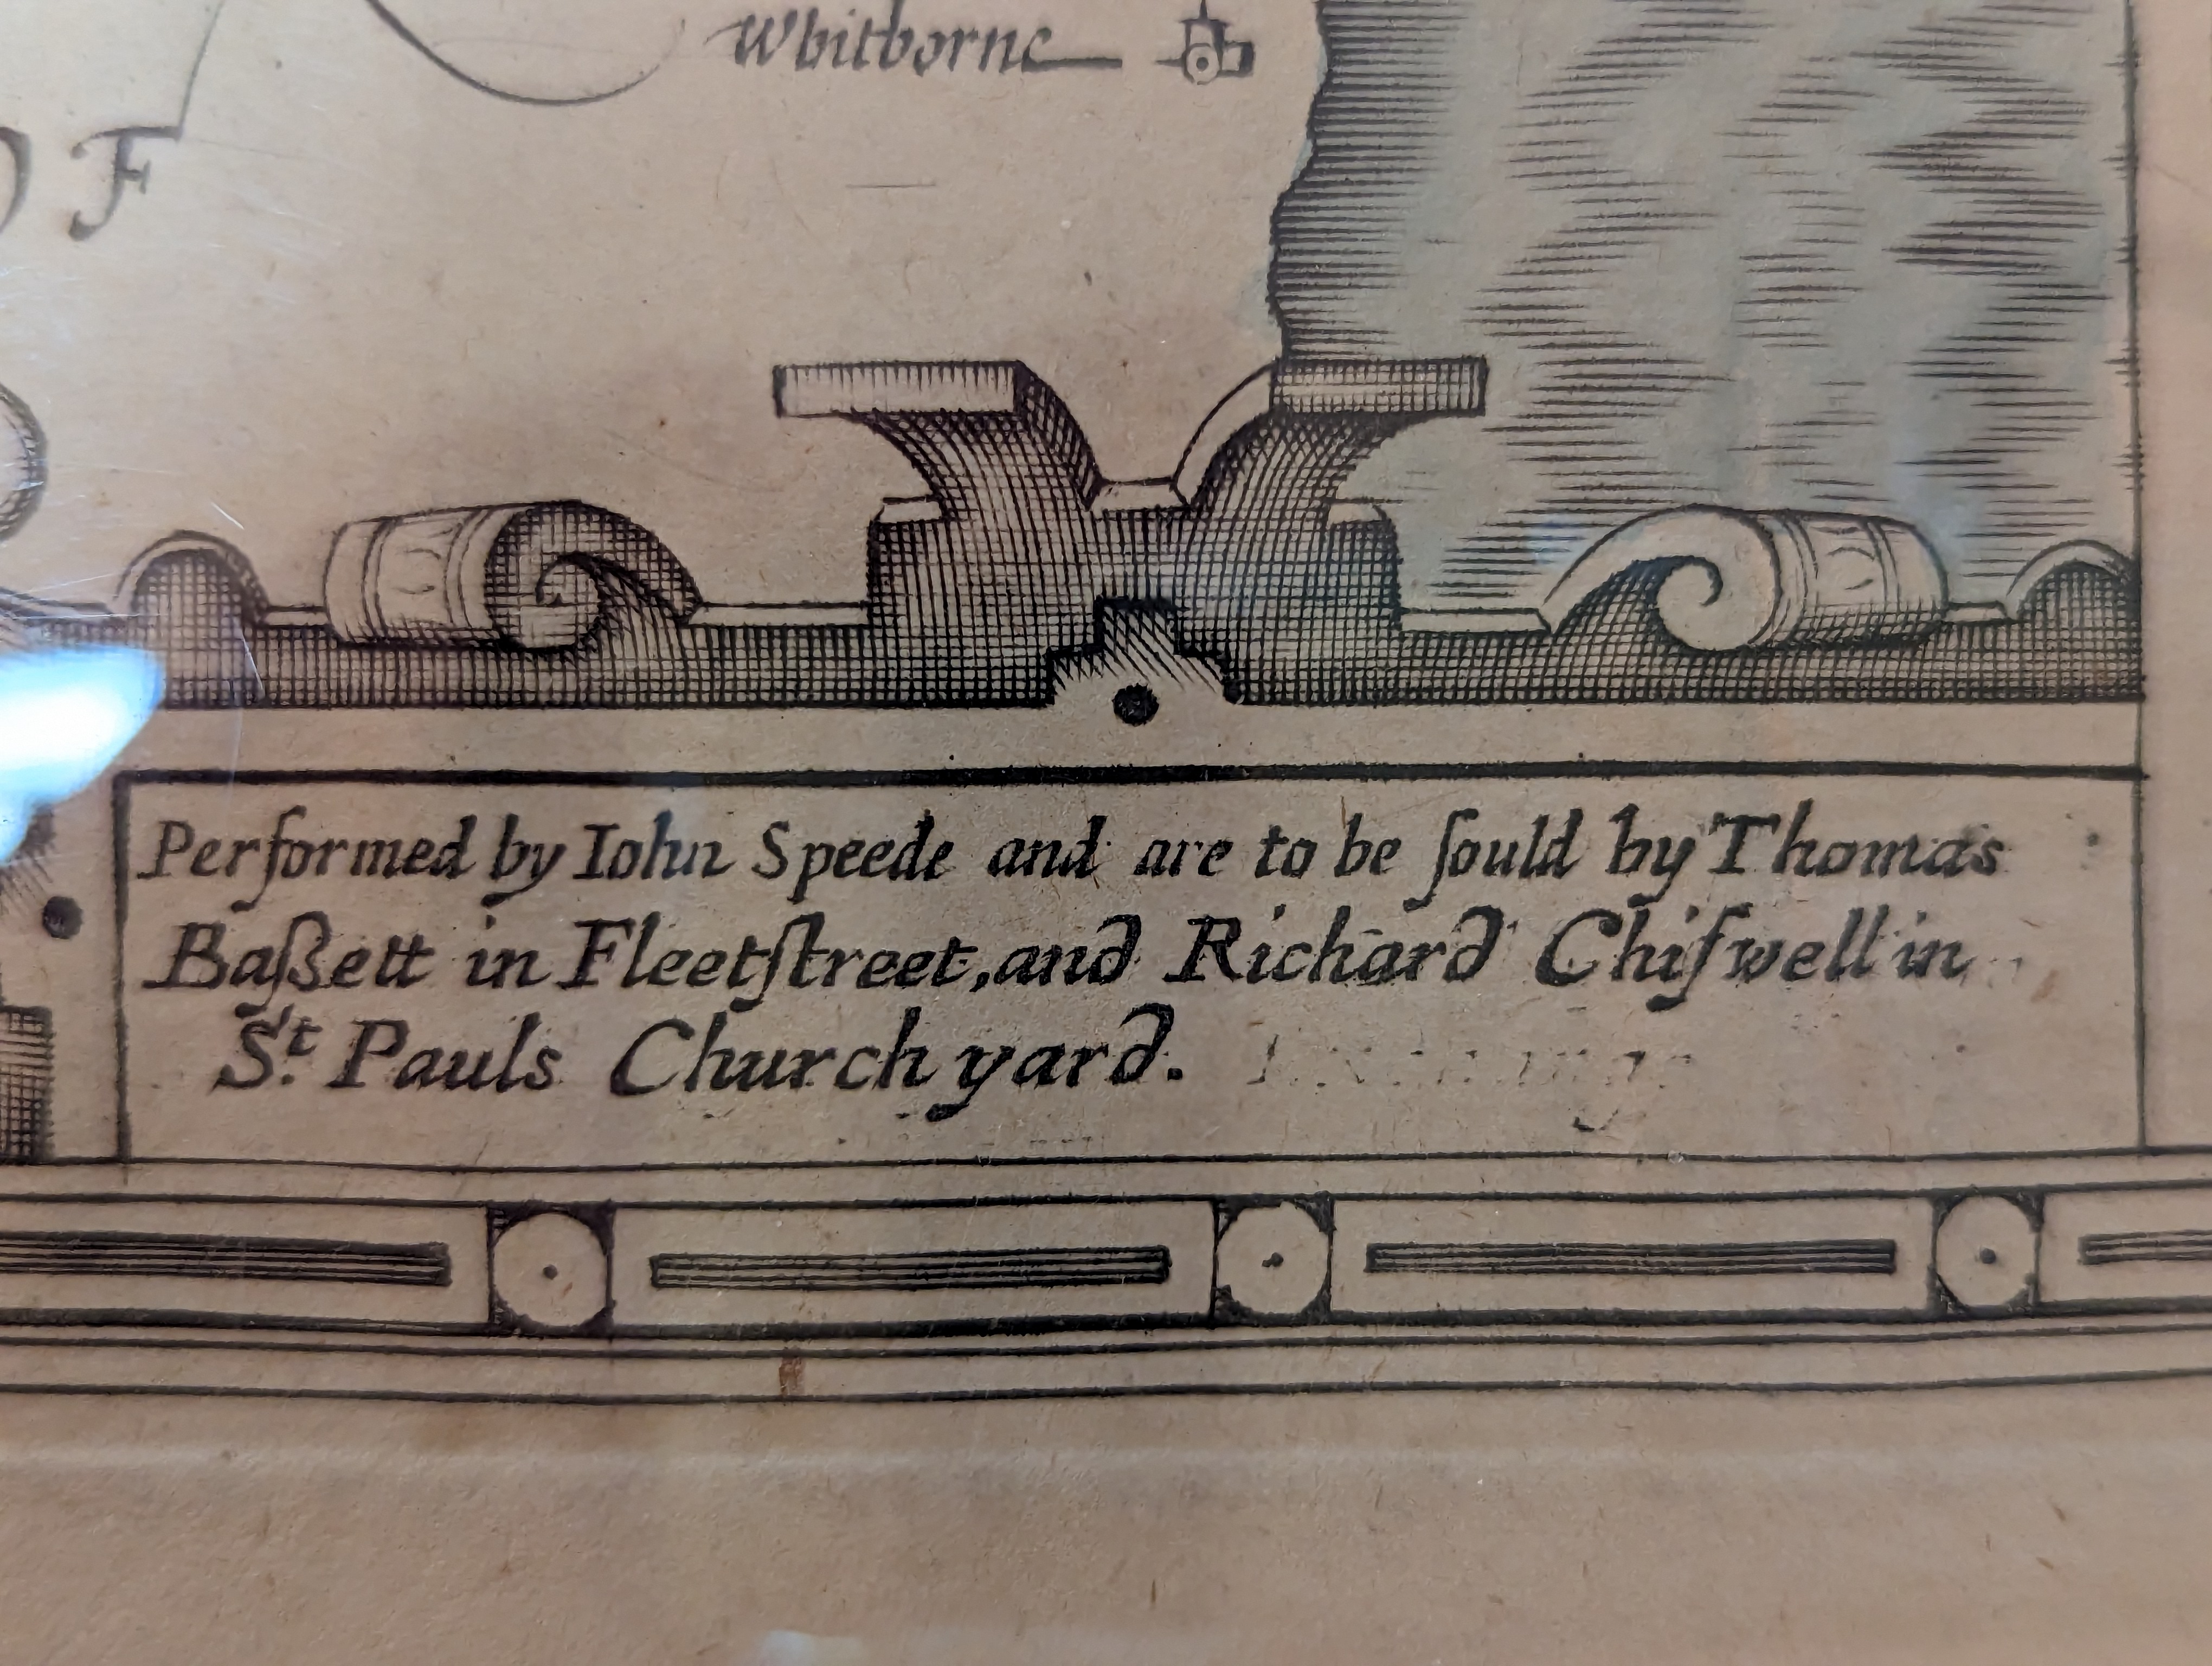 Whitborne
OF
Performed by Iohn Speede and are to be ſould by Thomas
Baſsett in Fleetſtreet, and Richard Chiſwell in
St. Pauls Church yard.